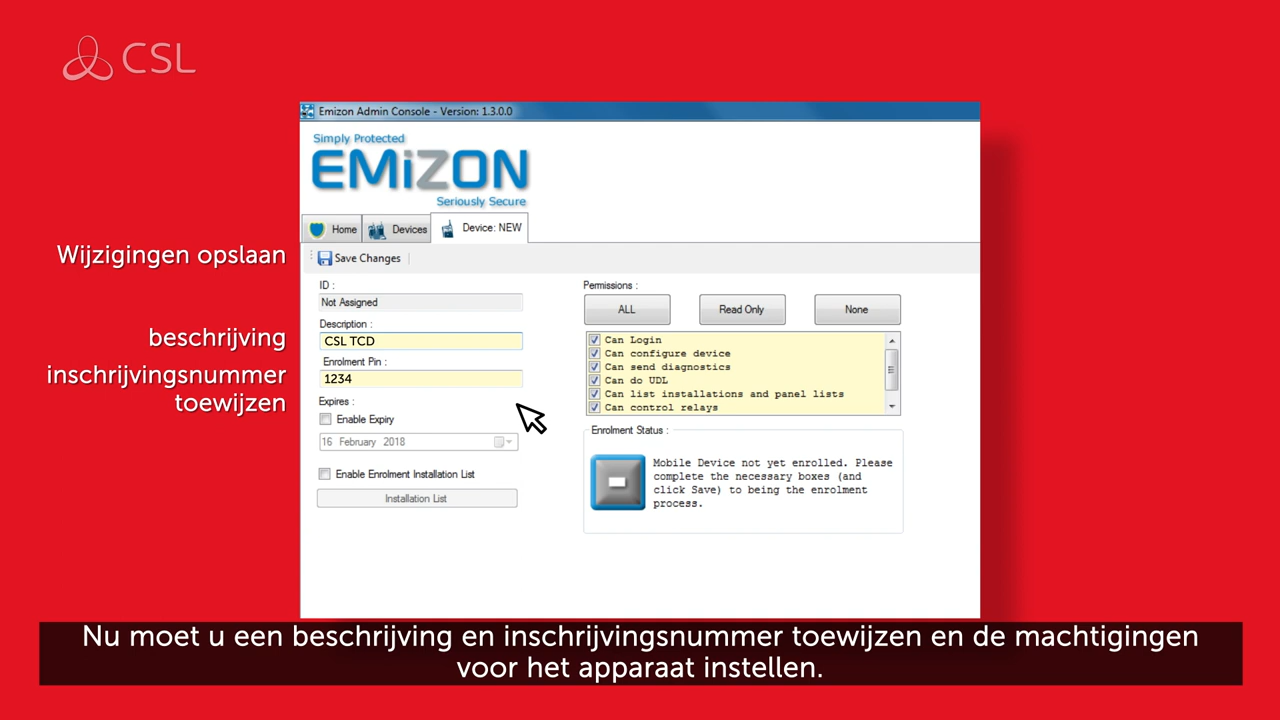 CSL
Emizon Admin Console - Version: 1.3.0.0
Simply Protected
EMiZON
Seriously Secure
Home
Devices
Device: NEW
Wijzigingen opslaan
Save Changes
ID :
Not Assigned
Description :
beschrijving
CSL TCD
Enrolment Pin :
inschrijvingsnummer
toewijzen
1234
Expires :
Enable Expiry
16 February 2018
Enable Enrolment Installation List
Installation List
Permissions :
ALL
Read Only
None
Can Login
Can configure device
Can send diagnostics
Can do UDL
Can list installations and panel lists
Can control relays
Enrolment Status :
Mobile Device not yet enrolled. Please
complete the necessary boxes (and
click Save) to being the enrolment
process.
Nu moet u een beschrijving en inschrijvingsnummer toewijzen en de machtigingen
voor het apparaat instellen.